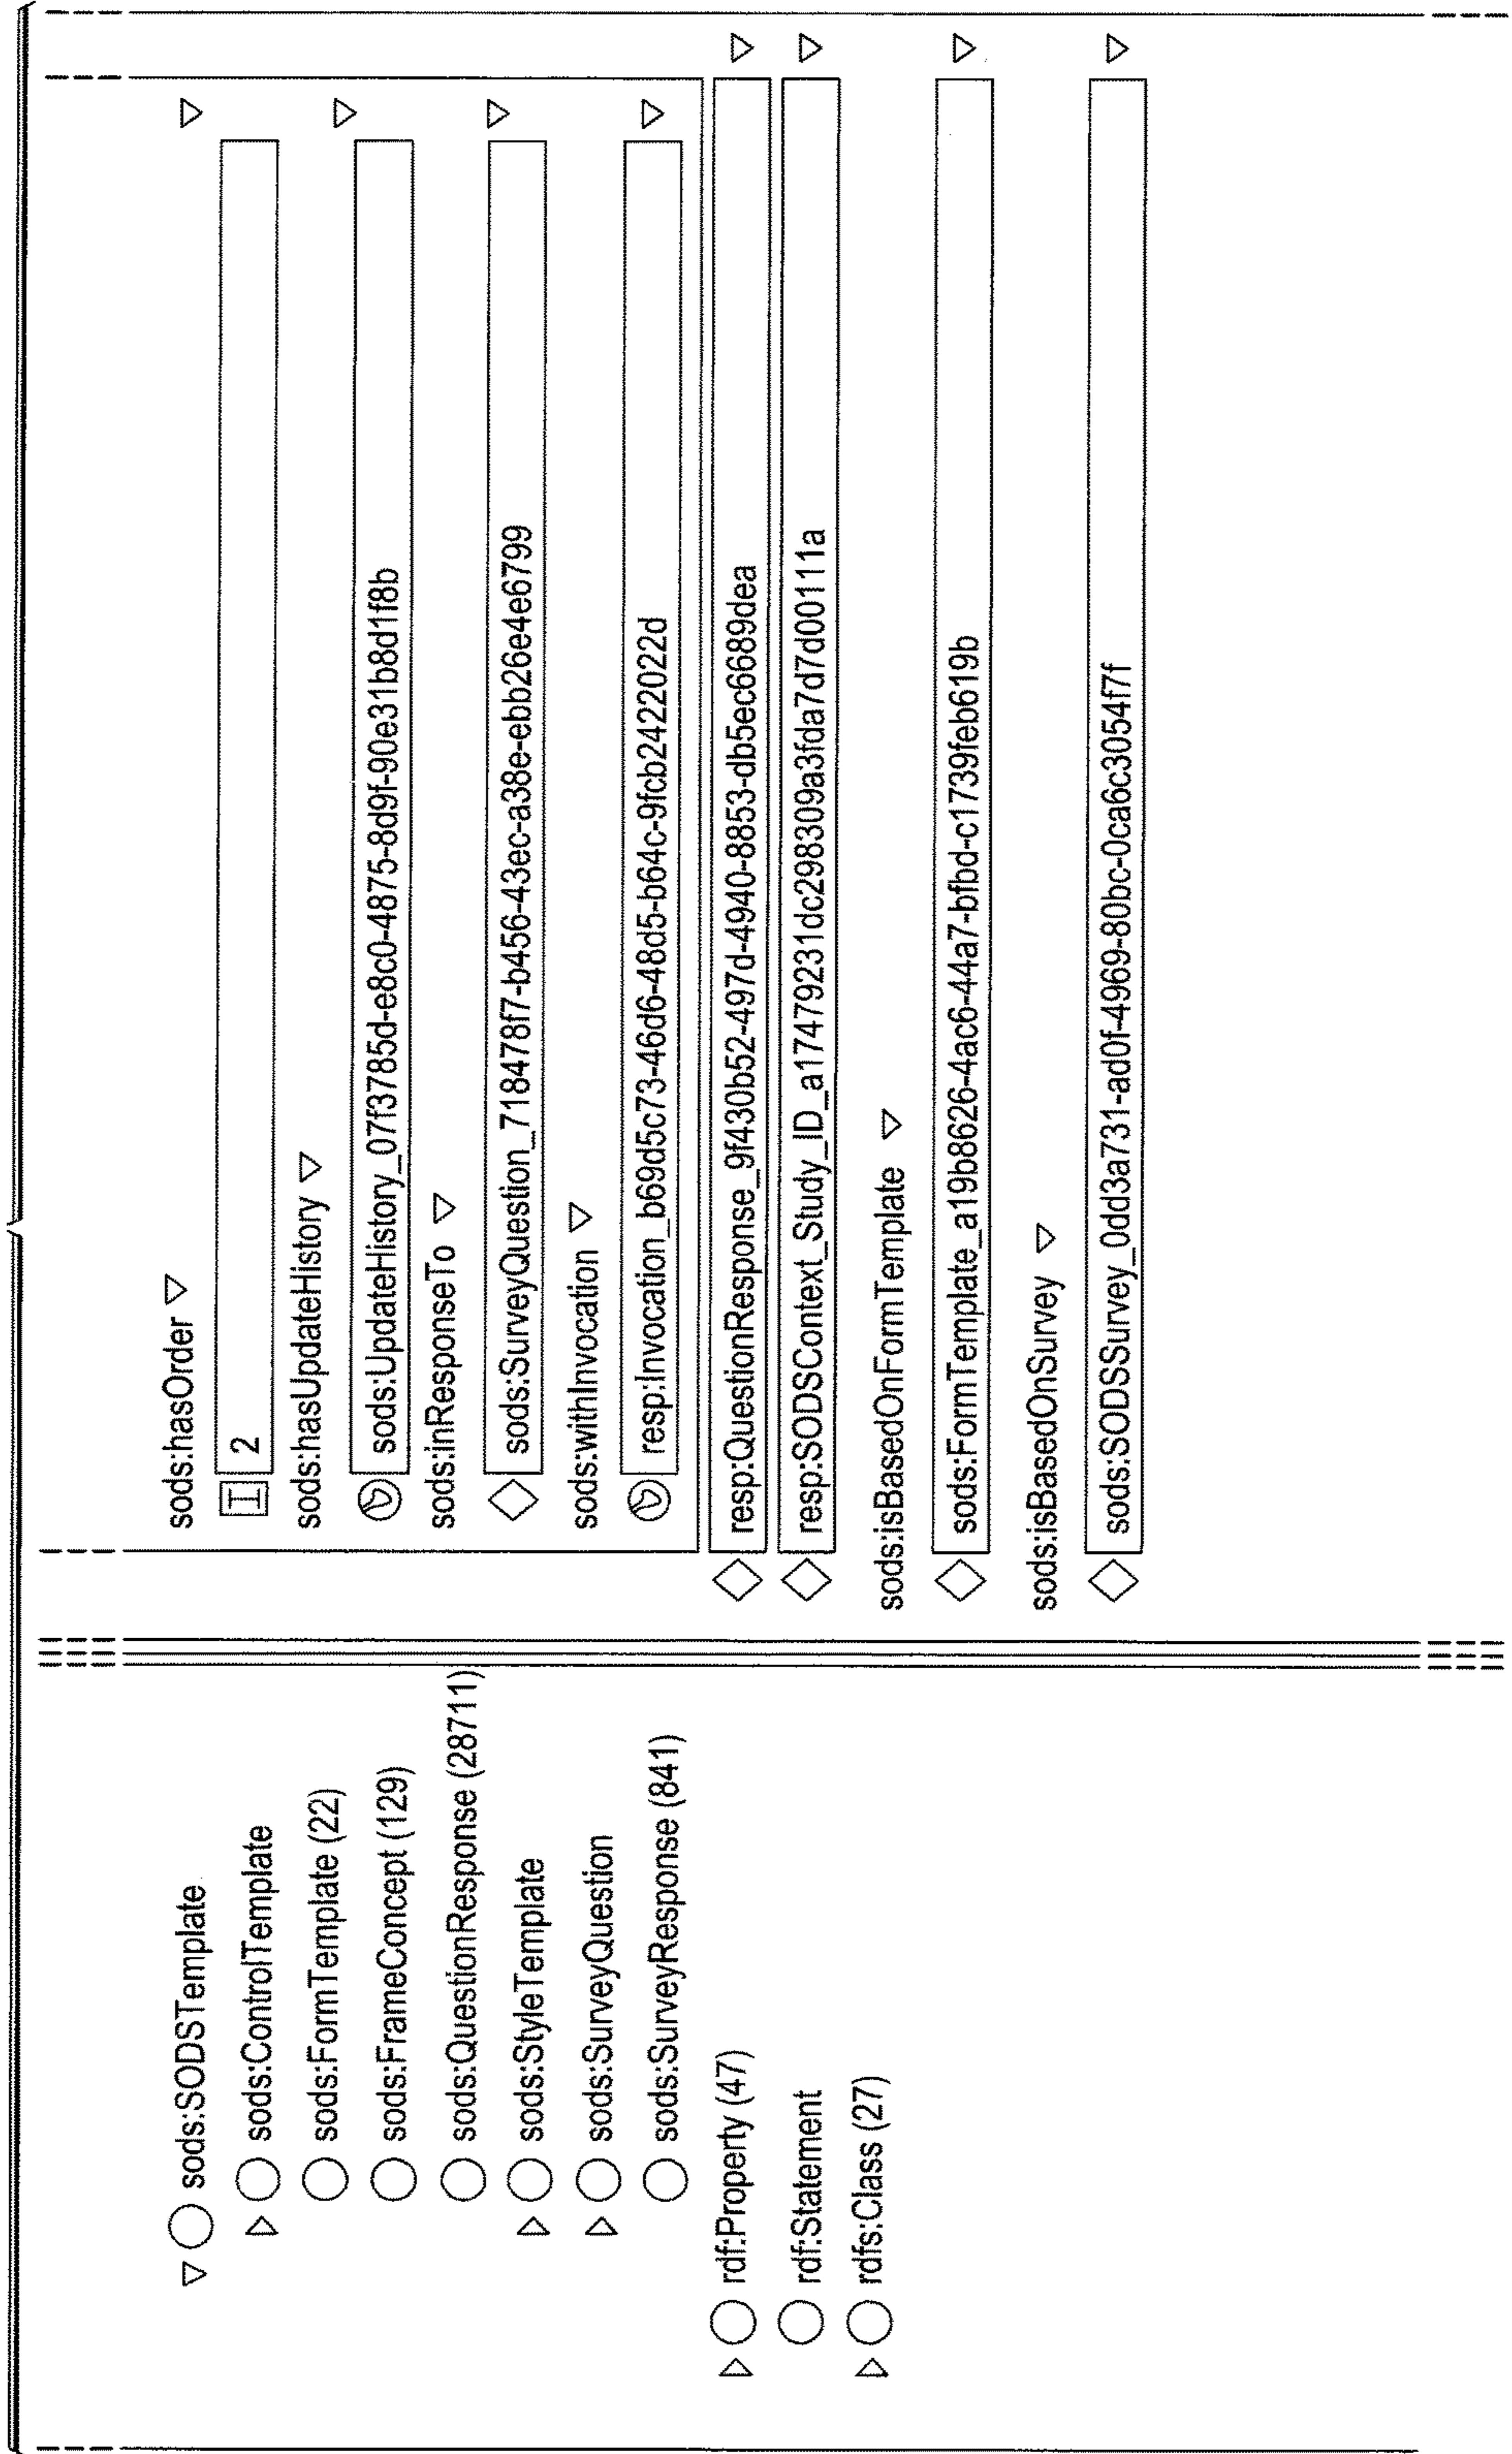 sods:SODSTemplate
sods:ControlTemplate
sods:FormTemplate (22)
sods:FrameConcept (129)
sods:QuestionResponse (28711)
sods:StyleTemplate
sods:SurveyQuestion
sods:SurveyResponse (841)
rdf:Property (47)
rdf:Statement
rdfs:Class (27)
sods:hasOrder
2
sods:hasUpdateHistory
sods:UpdateHistory_07f3785d-e8c0-4875-8d9f-90e31b8d1f8b
sods:inResponseTo
sods:SurveyQuestion_718478f7-b456-43ec-a38e-ebb26e4e6799
sods:withInvocation
resp:Invocation_b69d5c73-46d6-48d5-b64c-9fcb2422022d
resp:QuestionResponse_9f430b52-497d-4940-8853-db5ec6689dea
resp:SODSContext_Study_ID_a17479231dc298309a3fda7d7d00111a
sods:isBasedOnFormTemplate
sods:FormTemplate_a19b8626-4ac6-44a7-bfbd-c1739feb619b
sods:isBasedOnSurvey
sods:SODSSurvey_0dd3a731-ad0f-4969-80bc-0ca6c3054f7f